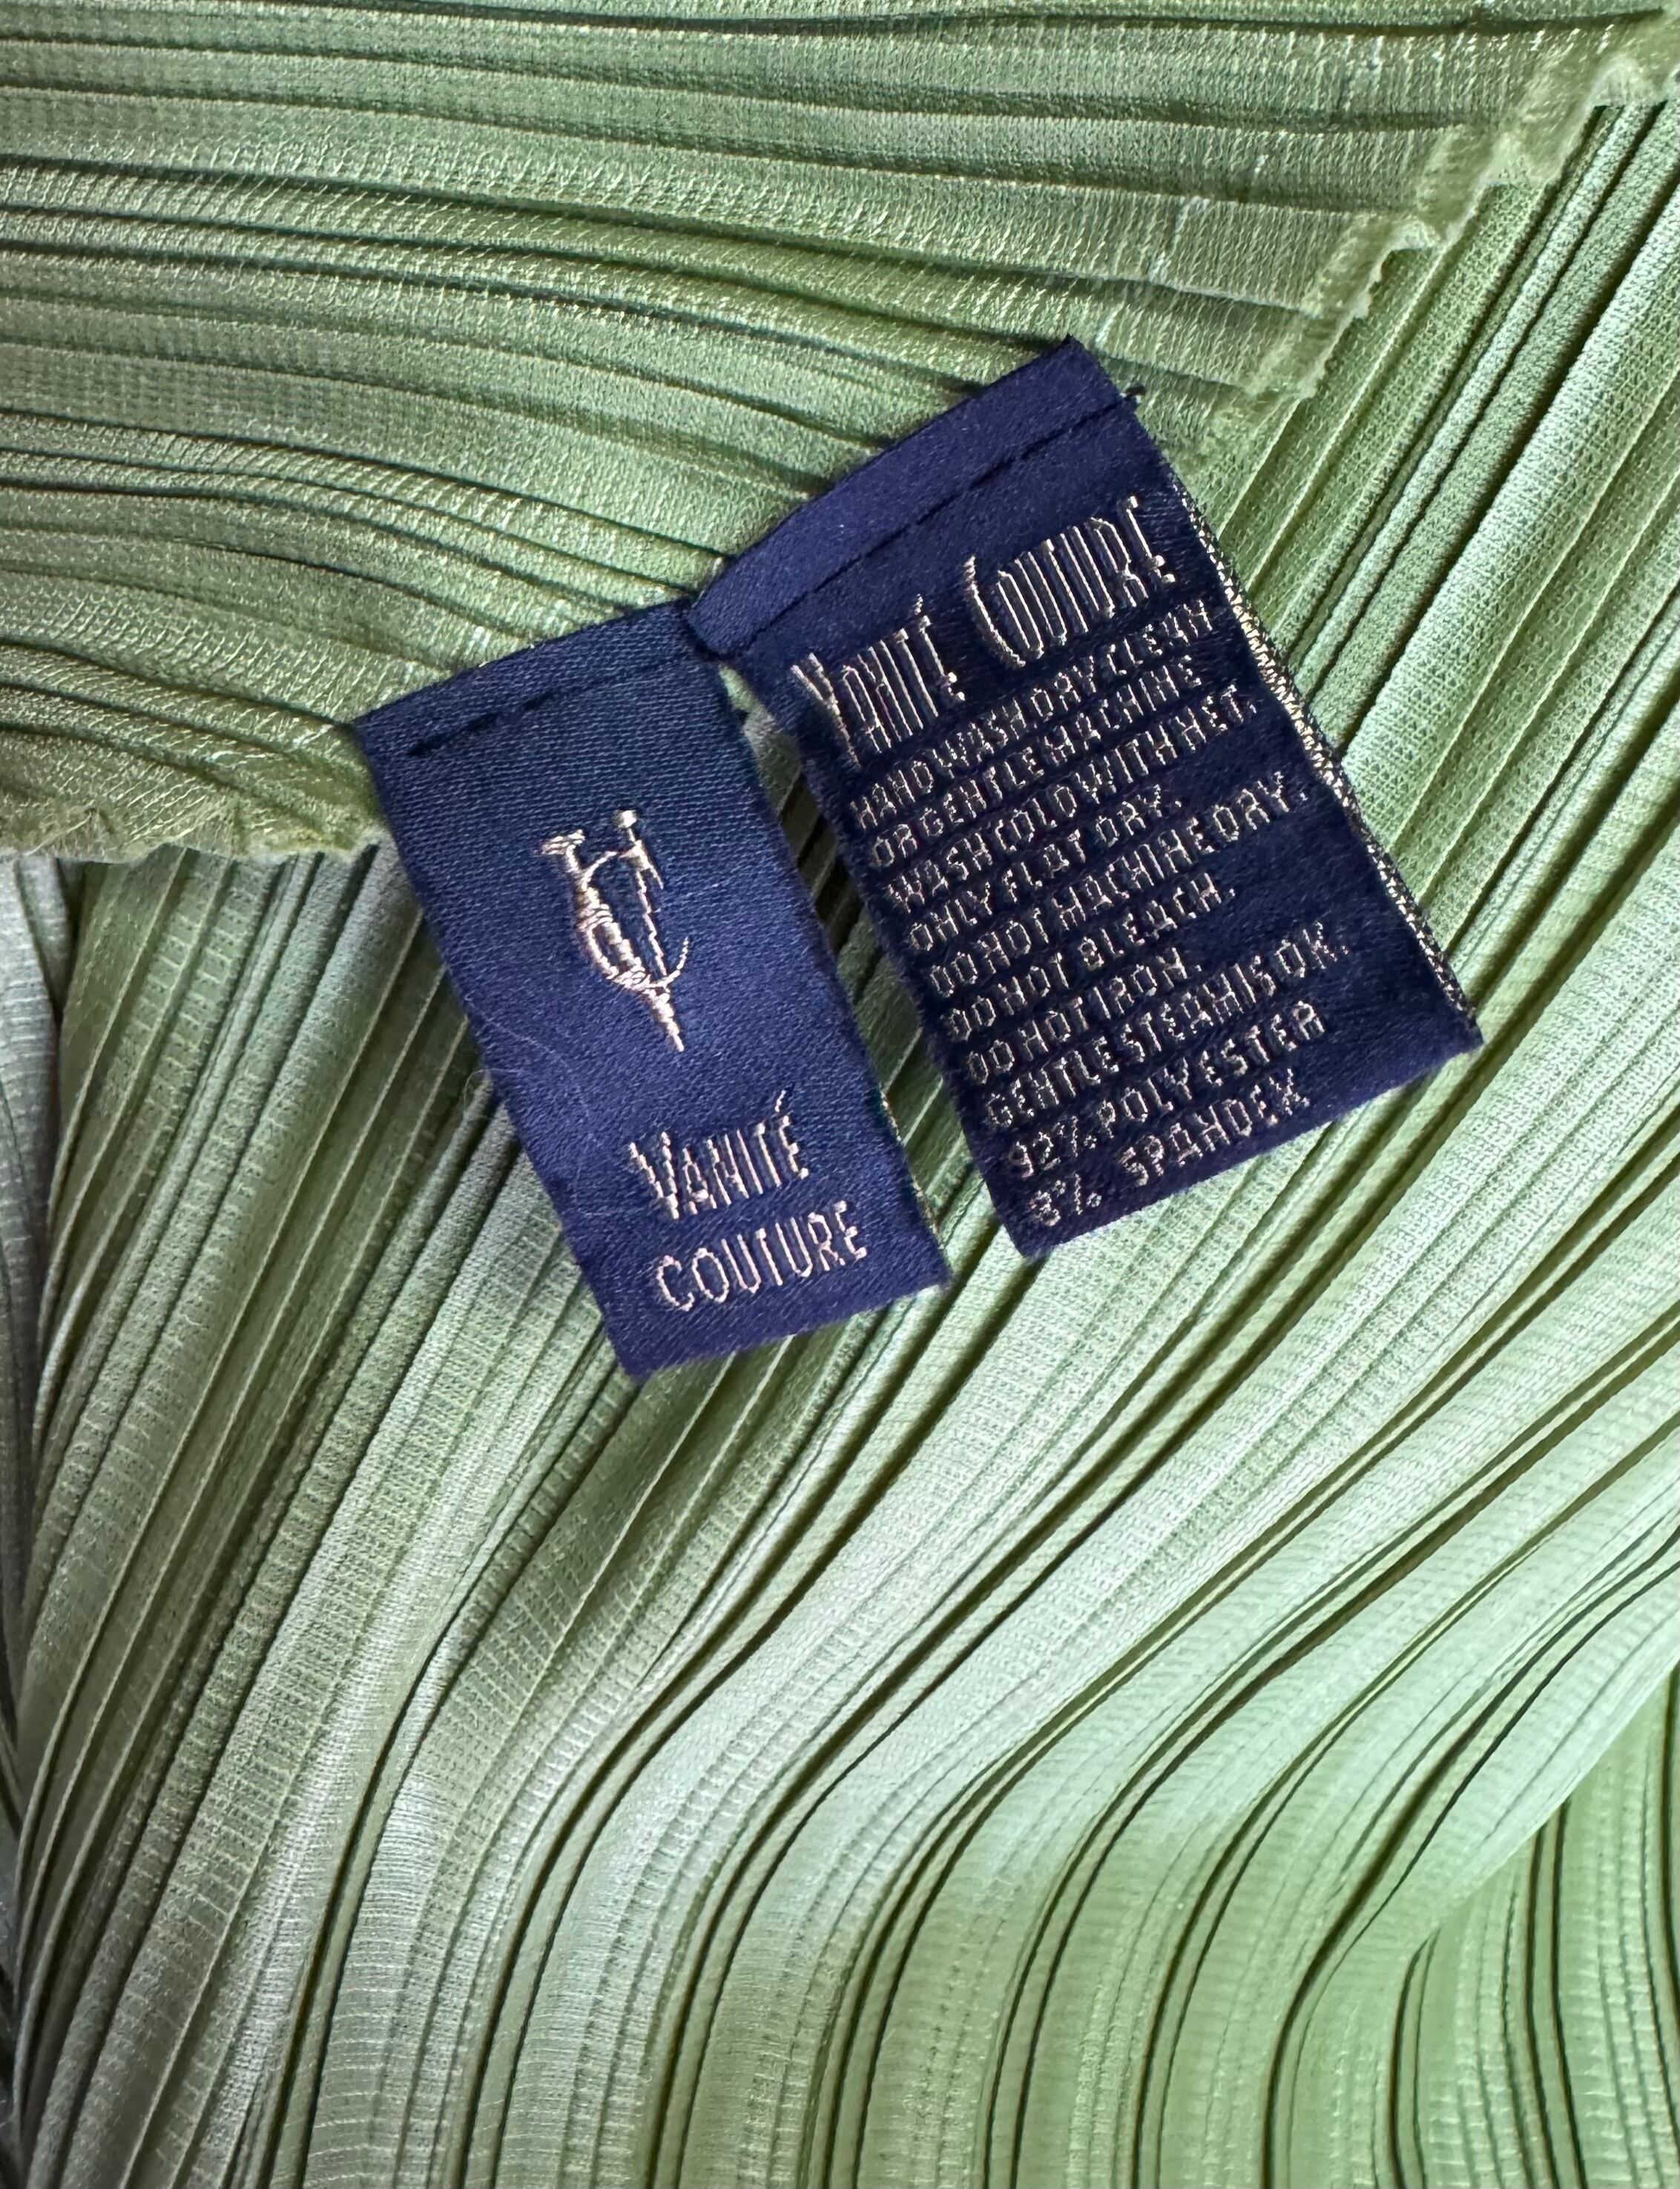 VANITÉ
COUTURE
VANITÉ COUTURE
HAND WASH DRY CLEAN
OR GENTLE MACHINE
WASH COLD WITH NET.
ONLY FLAT DRY.
DO NOT MACHINE DRY.
DO NOT BLEACH.
DO NOT IRON.
GENTLE STEAM IS OK.
92% POLYESTER
8% SPANDEX